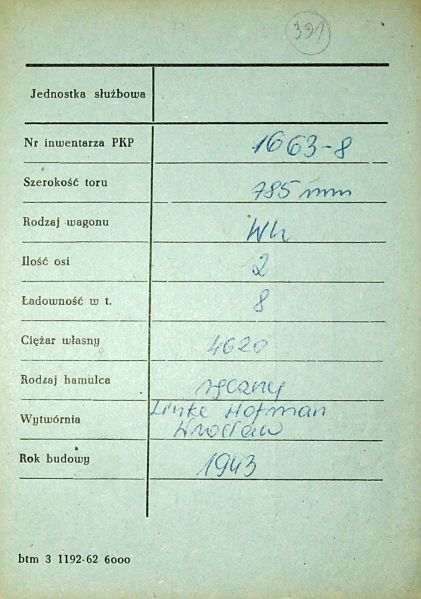 391
Jednostka służbowa
Nr inwentarza PKP 1663-8
Szerokość toru 785 mm
Rodzaj wagonu Wh
Ilość osi 2
Ładowność w t. 8
Ciężar własny 4620
Rodzaj hamulca ręczny
Wytwórnia Linke Hofman
Wrocław
Rok budowy 1943
btm 3 1192-62 6000